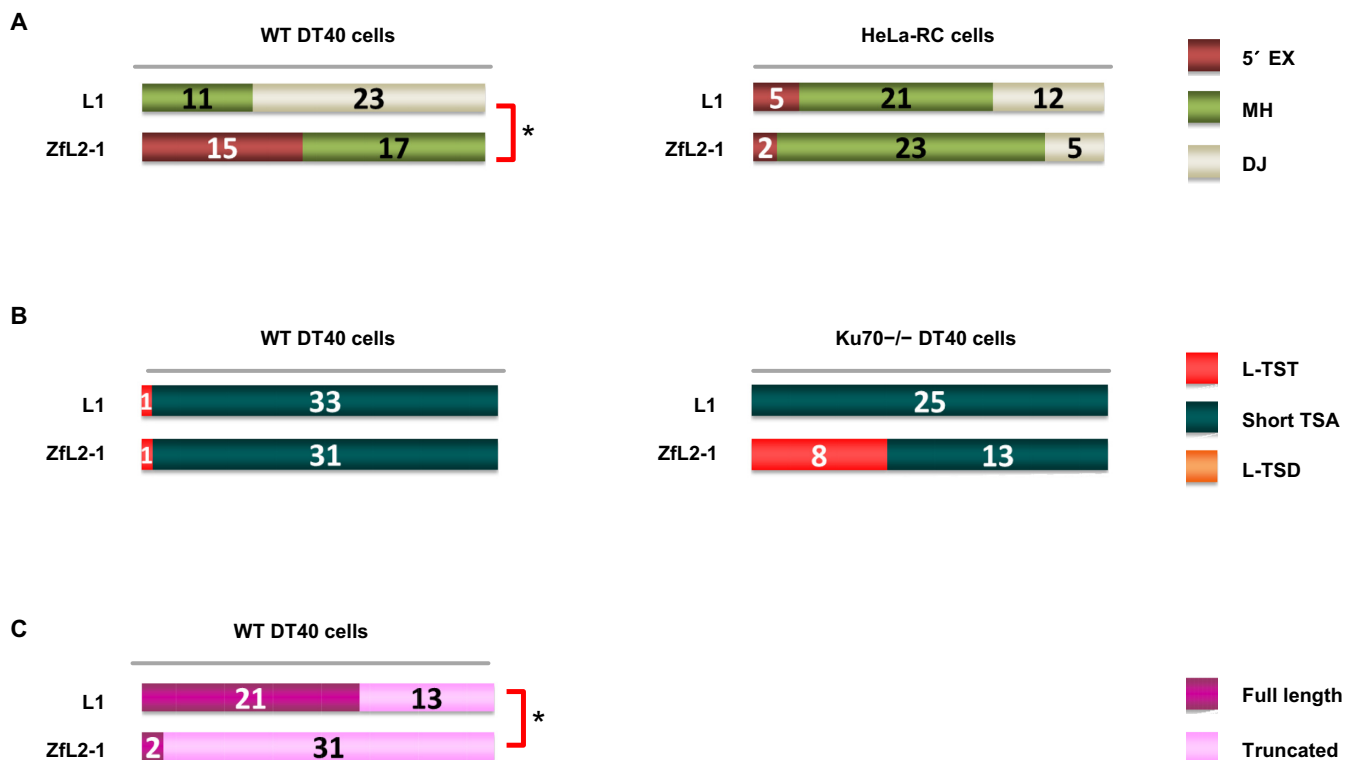 A
WT DT40 cells
HeLa-RC cells
L1
11
23
5
21
12
ZfL2-1
15
17
*
ZfL2-1
L1
2
23
5
5´ EX
MH
DJ
B
WT DT40 cells
Ku70−/− DT40 cells
L1
1
33
L1
25
ZfL2-1
1
31
ZfL2-1
8
13
L-TST
Short TSA
L-TSD
C
WT DT40 cells
L1
21
13
*
ZfL2-1
2
31
Full length
Truncated